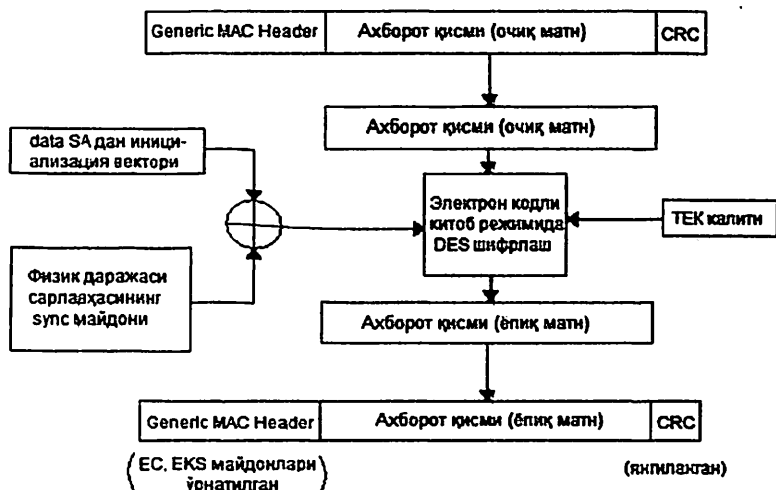 Generic MAC Header Ахборот қисми (очиқ матн) CRC
Ахборот қисми (очиқ матн)
data SA дан иници-
ализация вектори
Электрон кодли
китоб режимида
DES шифрлаш
ТЕК калити
Физик даражаси
сарлавҳасининг
sync майдони
Ахборот қисми (ёпиқ матн)
Generic MAC Header Ахборот қисми (ёпиқ матн) CRC
(EC, EKS майдонлари
ўрнатилган)
(янгиланган)